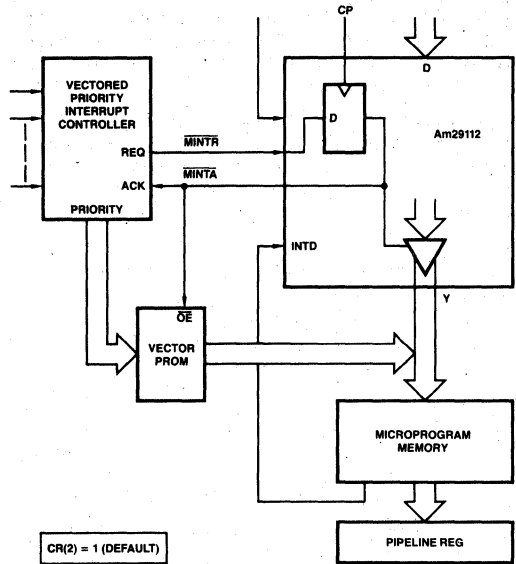 CP
VECTORED
PRIORITY
INTERRUPT
CONTROLLER
D
D
Am29112
REQ
MINTR
ACK
MINTA
PRIORITY
INTD
OE
Y
VECTOR
PROM
MICROPROGRAM
MEMORY
CR(2) = 1 (DEFAULT)
PIPELINE REG